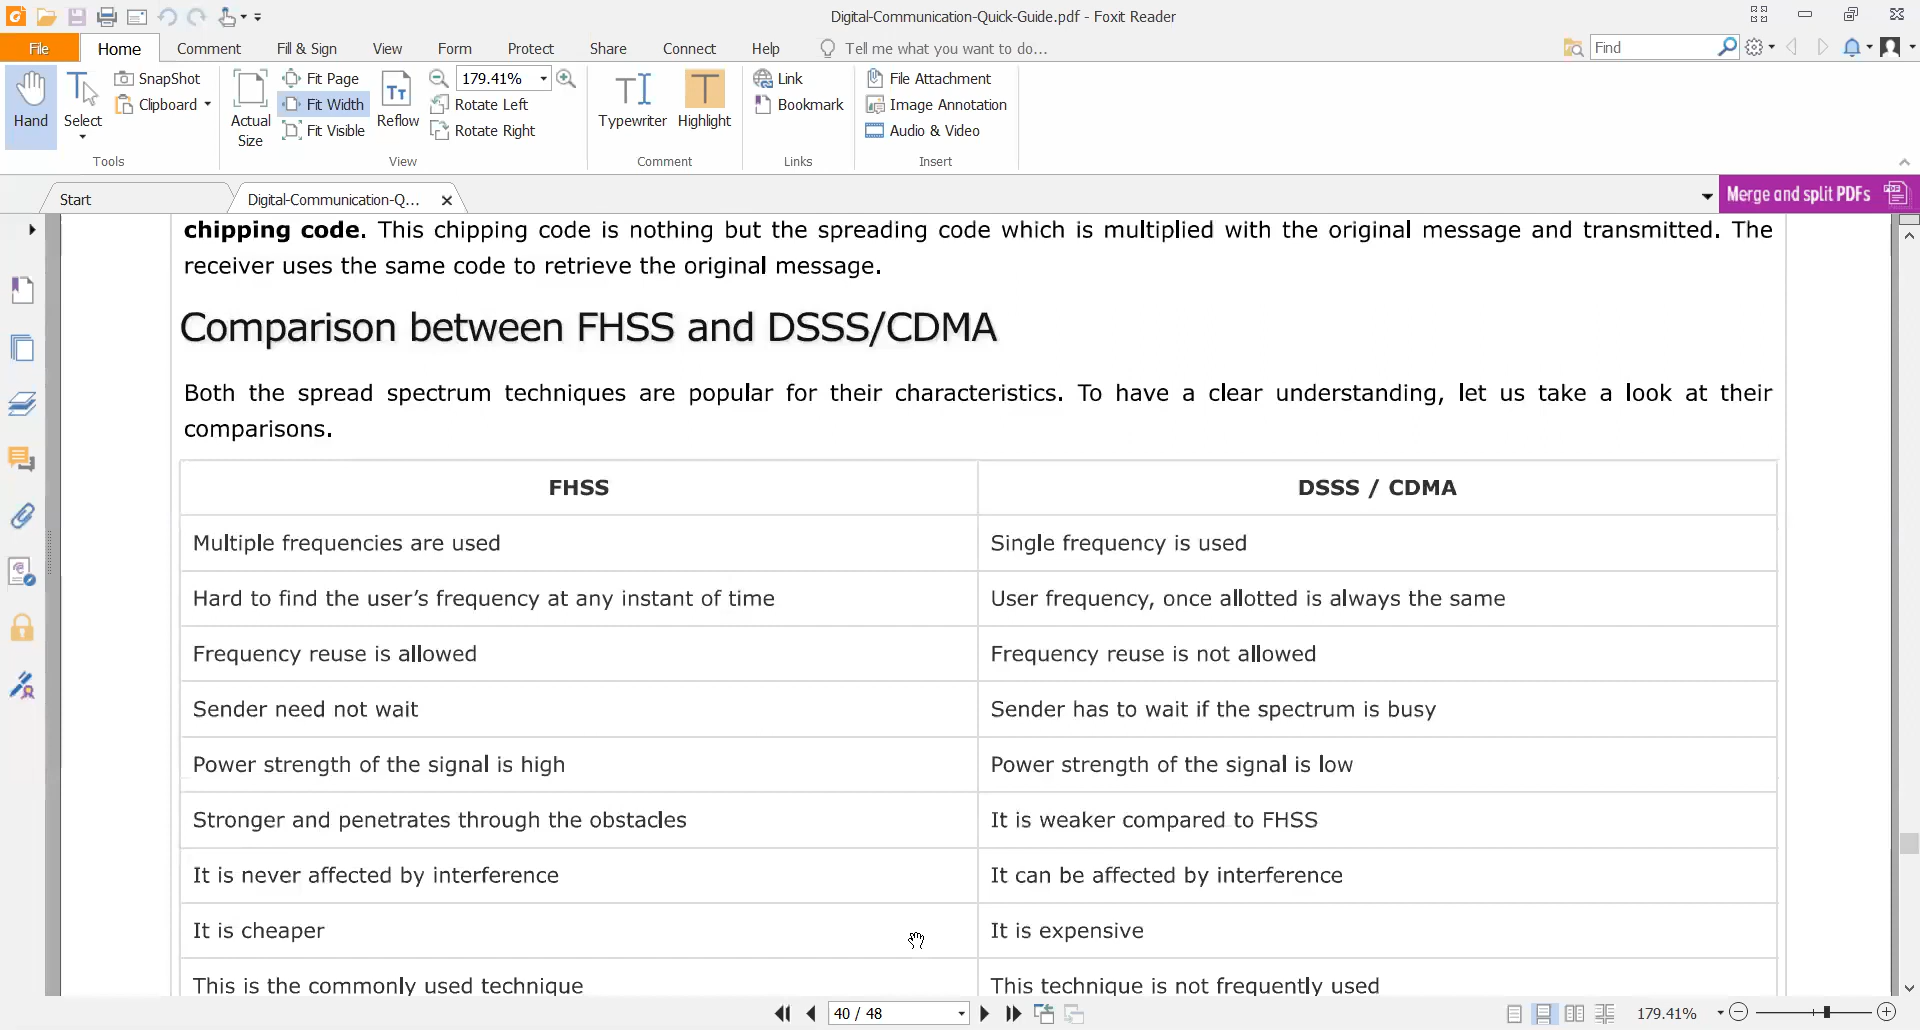 Digital-Communication-Quick-Guide.pdf - Foxit Reader
File Home Comment Fill & Sign View Form Protect Share Connect Help Tell me what you want to do... Find
Hand Select SnapShot Clipboard
Tools
Actual Size Fit Page Fit Width Fit Visible Reflow 179.41% Rotate Left Rotate Right
View
Typewriter Highlight
Comment
Link Bookmark
Links
File Attachment Image Annotation Audio & Video
Insert
Start Digital-Communication-Q... Merge and split PDFs
chipping code. This chipping code is nothing but the spreading code which is multiplied with the original message and transmitted. The
receiver uses the same code to retrieve the original message.
Comparison between FHSS and DSSS/CDMA
Both the spread spectrum techniques are popular for their characteristics. To have a clear understanding, let us take a look at their
comparisons.
FHSS DSSS / CDMA
Multiple frequencies are used Single frequency is used
Hard to find the user’s frequency at any instant of time User frequency, once allotted is always the same
Frequency reuse is allowed Frequency reuse is not allowed
Sender need not wait Sender has to wait if the spectrum is busy
Power strength of the signal is high Power strength of the signal is low
Stronger and penetrates through the obstacles It is weaker compared to FHSS
It is never affected by interference It can be affected by interference
It is cheaper It is expensive
This is the commonly used technique This technique is not frequently used
40 / 48 179.41%